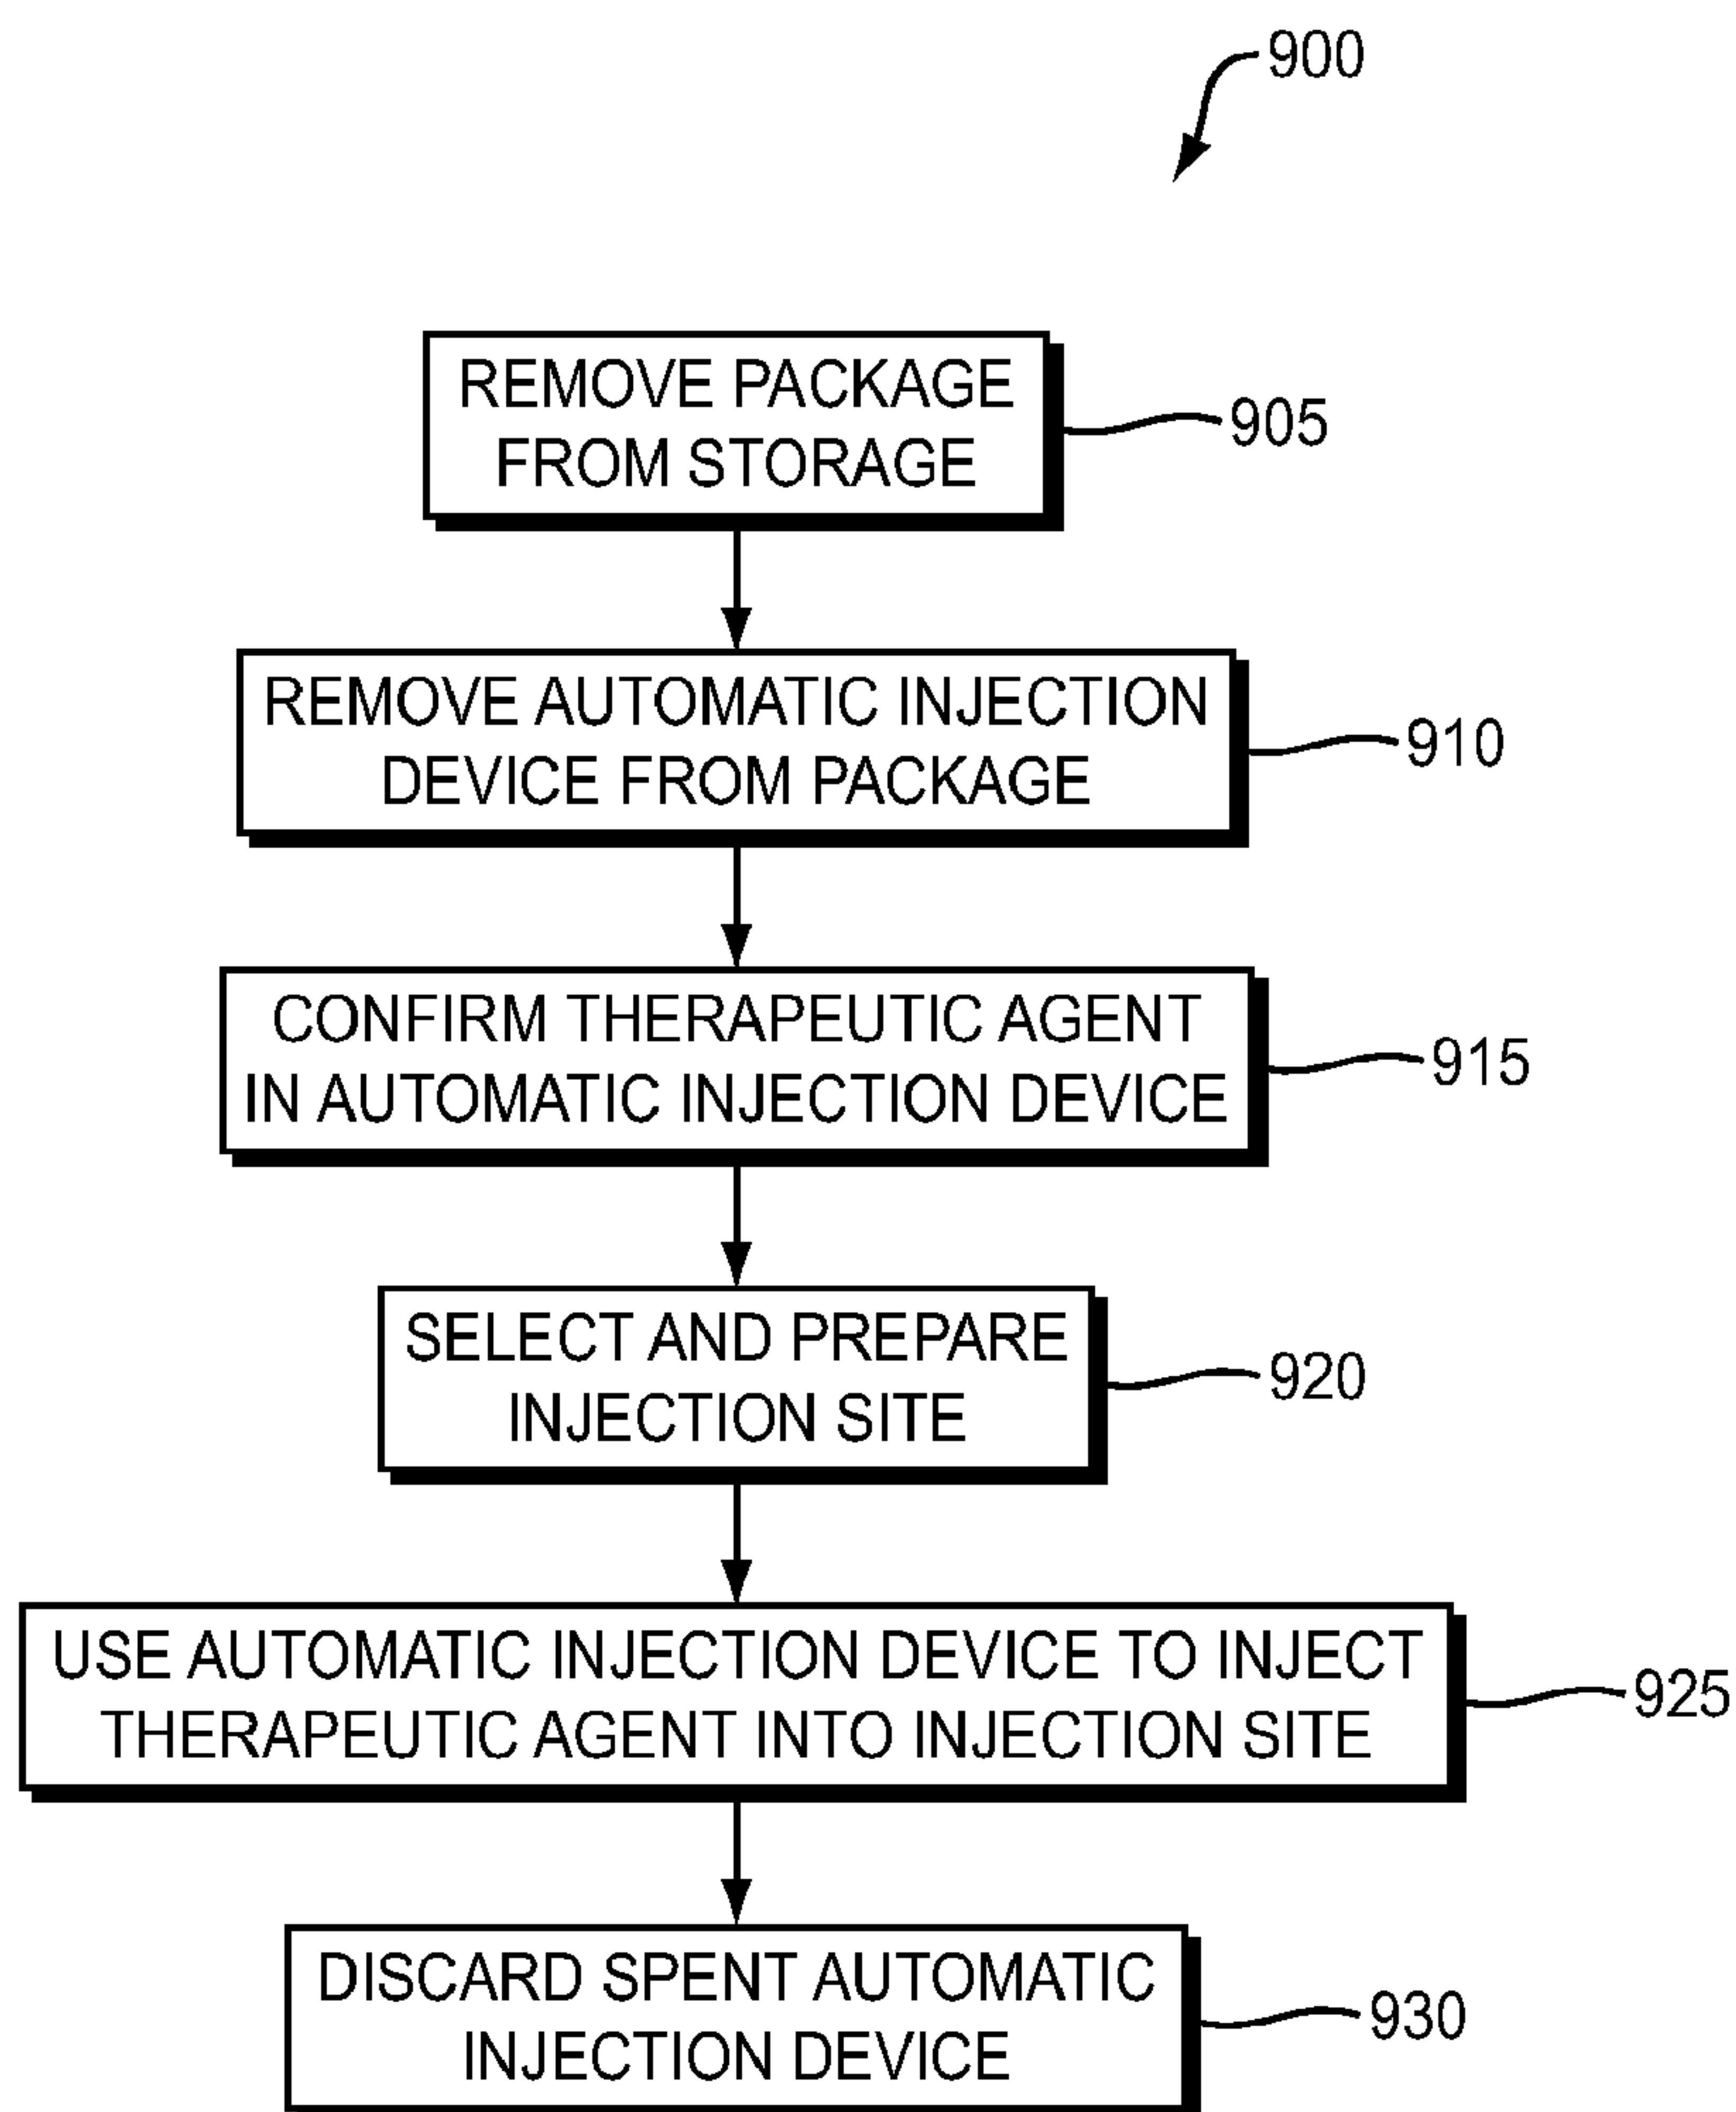 900
REMOVE PACKAGE
FROM STORAGE
905
REMOVE AUTOMATIC INJECTION
DEVICE FROM PACKAGE
910
CONFIRM THERAPEUTIC AGENT
IN AUTOMATIC INJECTION DEVICE
915
SELECT AND PREPARE
INJECTION SITE
920
USE AUTOMATIC INJECTION DEVICE TO INJECT
THERAPEUTIC AGENT INTO INJECTION SITE
925
DISCARD SPENT AUTOMATIC
INJECTION DEVICE
930